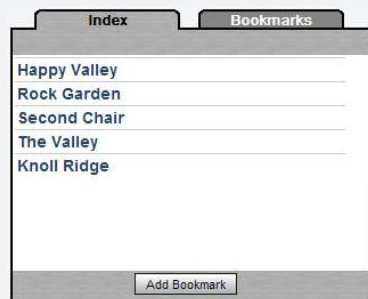 Index Bookmarks
Happy Valley
Rock Garden
Second Chair
The Valley
Knoll Ridge
Add Bookmark